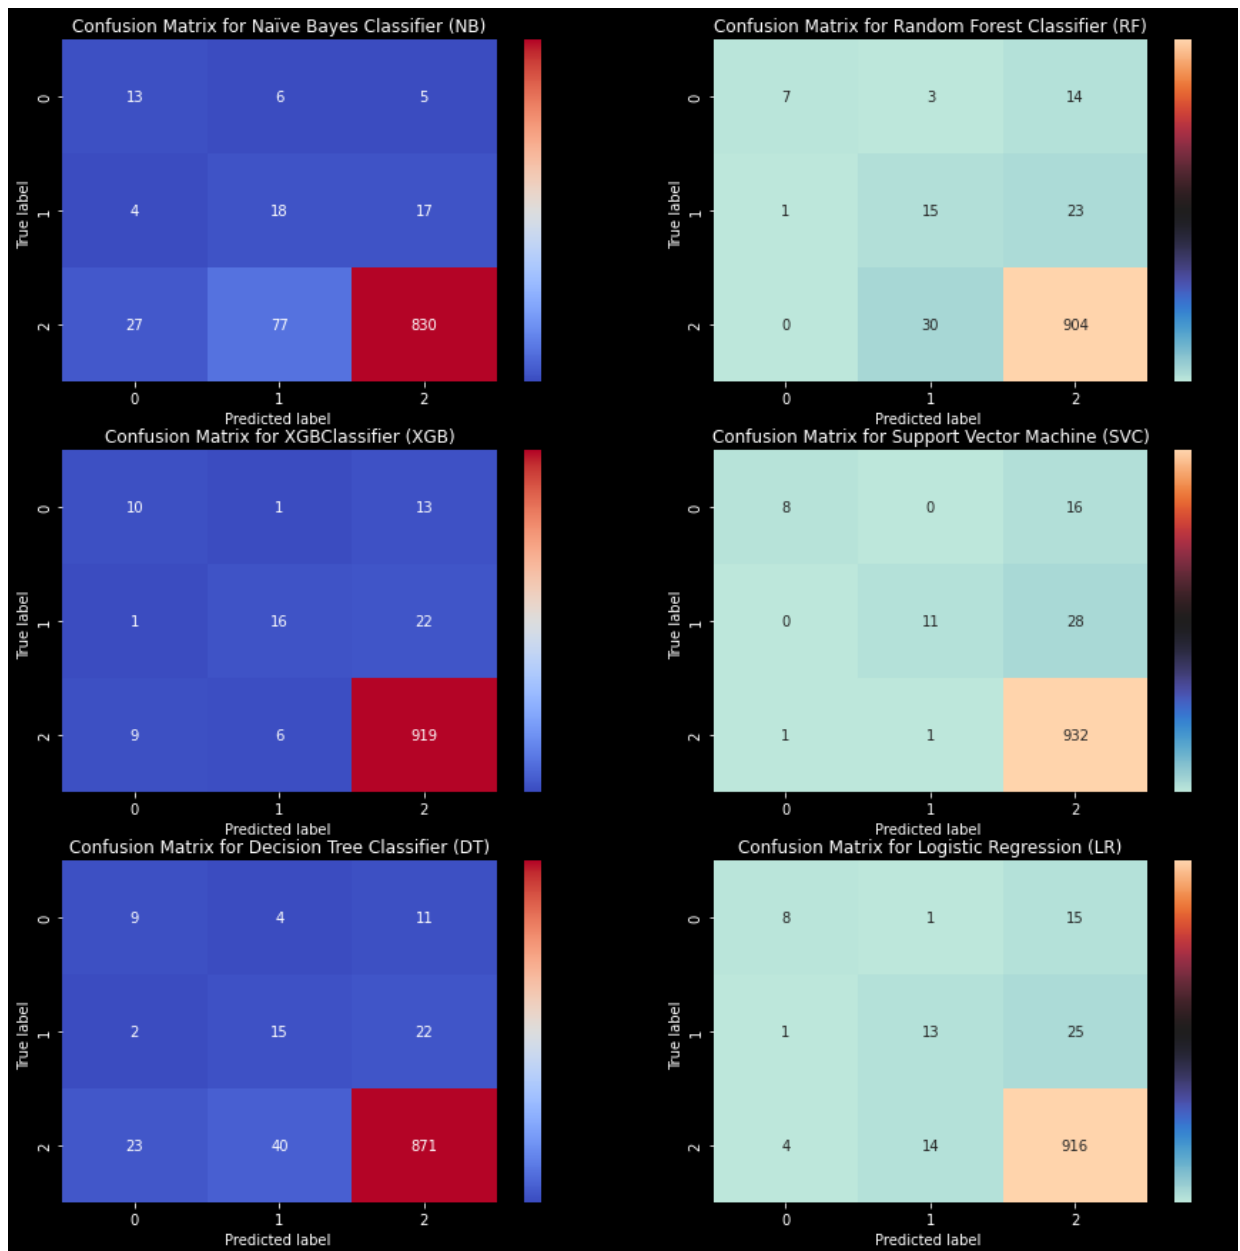 Confusion Matrix for Naïve Bayes Classifier (NB)
True label
0
13 6 5
1
4 18 17
2
27 77 830
0 1 2
Predicted label
Confusion Matrix for Random Forest Classifier (RF)
True label
0
7 3 14
1
1 15 23
2
0 30 904
0 1 2
Predicted label
Confusion Matrix for XGBClassifier (XGB)
True label
0
10 1 13
1
1 16 22
2
9 6 919
0 1 2
Predicted label
Confusion Matrix for Support Vector Machine (SVC)
True label
0
8 0 16
1
0 11 28
2
1 1 932
0 1 2
Predicted label
Confusion Matrix for Decision Tree Classifier (DT)
True label
0
9 4 11
1
2 15 22
2
23 40 871
0 1 2
Predicted label
Confusion Matrix for Logistic Regression (LR)
True label
0
8 1 15
1
1 13 25
2
4 14 916
0 1 2
Predicted label